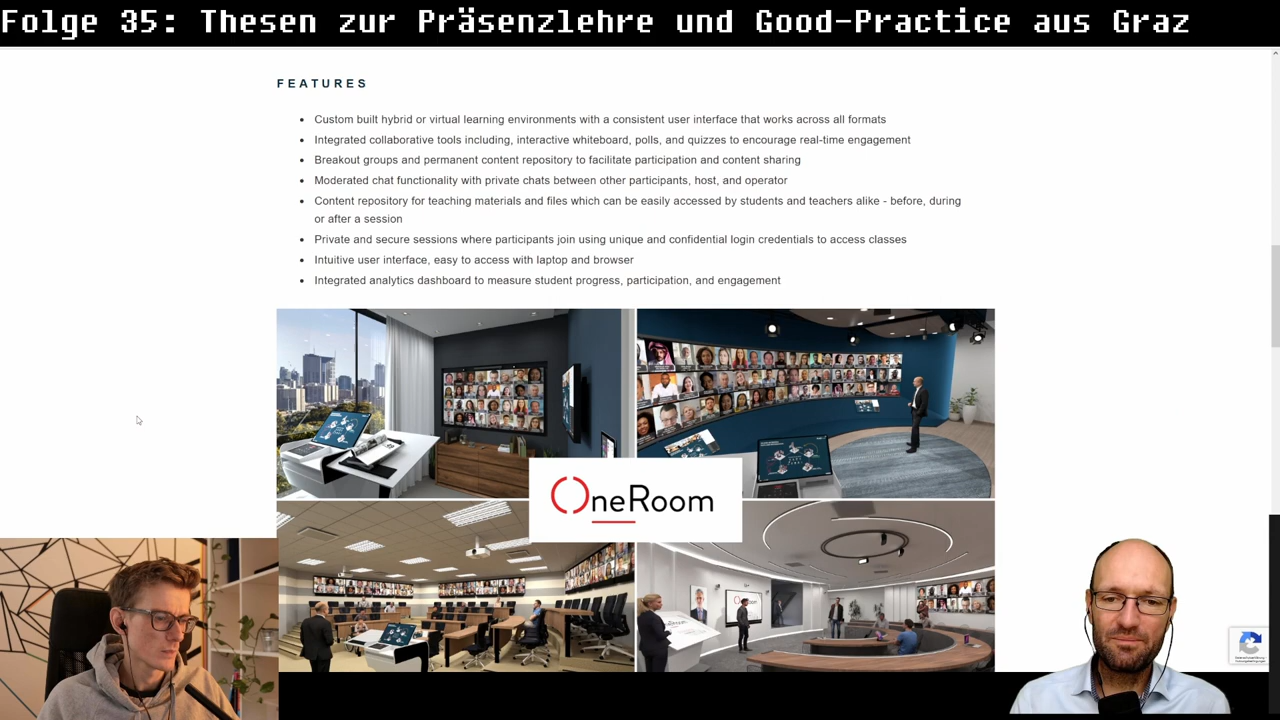 Folge 35: Thesen zur Präsenzlehre und Good-Practice aus Graz
FEATURES
Custom built hybrid or virtual learning environments with a consistent user interface that works across all formats
Integrated collaborative tools including, interactive whiteboard, polls, and quizzes to encourage real-time engagement
Breakout groups and permanent content repository to facilitate participation and content sharing
Moderated chat functionality with private chats between other participants, host, and operator
Content repository for teaching materials and files which can be easily accessed by students and teachers alike - before, during
or after a session
Private and secure sessions where participants join using unique and confidential login credentials to access classes
Intuitive user interface, easy to access with laptop and browser
Integrated analytics dashboard to measure student progress, participation, and engagement
OneRoom